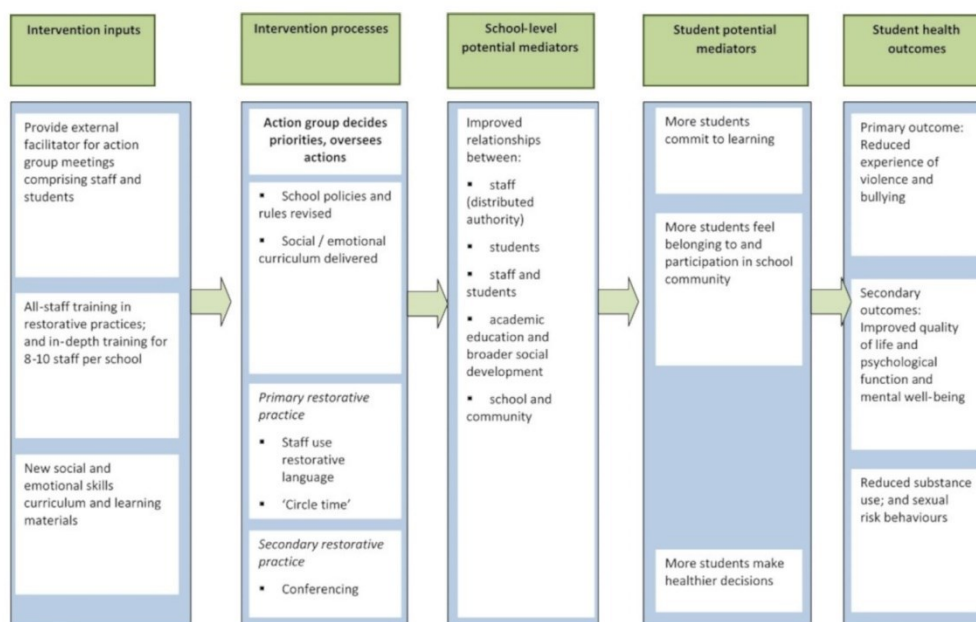 Intervention inputs
Provide external
facilitator for action
group meetings
comprising staff and
students
All-staff training in
restorative practices;
and in-depth training for
8-10 staff per school
New social and
emotional skills
curriculum and learning
materials
Intervention processes
Action group decides
priorities, oversees
actions
▪ School policies and
rules revised
▪ Social / emotional
curriculum delivered
Primary restorative
practice
▪ Staff use
restorative
language
▪ ‘Circle time’
Secondary restorative
practice
▪ Conferencing
School-level
potential mediators
Improved
relationships
between:
▪ staff
(distributed
authority)
▪ students
▪ staff and
students
▪ academic
education and
broader social
development
▪ school and
community
Student potential
mediators
More students
commit to learning
More students feel
belonging to and
participation in school
community
More students make
healthier decisions
Student health
outcomes
Primary outcome:
Reduced
experience of
violence and
bullying
Secondary
outcomes:
Improved quality
of life and
psychological
function and
mental well-being
Reduced substance
use; and sexual
risk behaviours